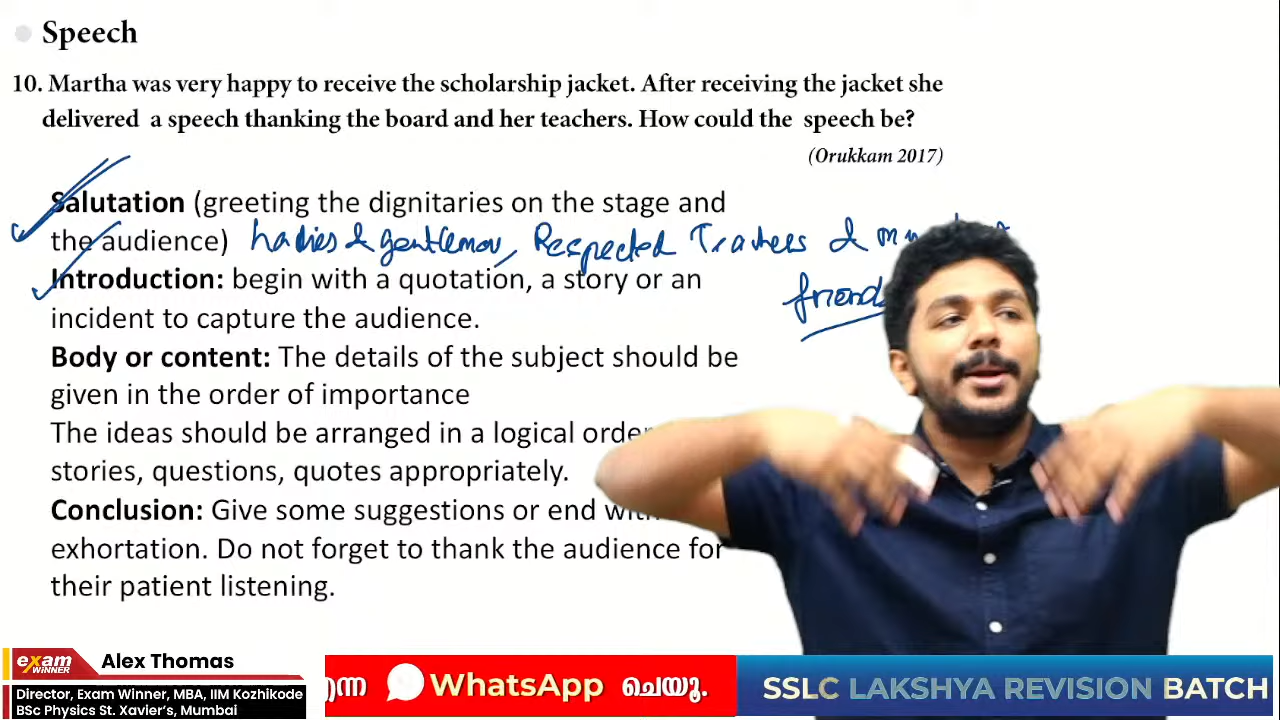 Speech
10. Martha was very happy to receive the scholarship jacket. After receiving the jacket she
delivered a speech thanking the board and her teachers. How could the speech be?
(Orukkam 2017)
Salutation (greeting the dignitaries on the stage and
the audience) Ladies & gentlemen, Respected Teachers &
Introduction: begin with a quotation, a story or an
friends
incident to capture the audience.
Body or content: The details of the subject should be
given in the order of importance
The ideas should be arranged in a logical order
stories, questions, quotes appropriately.
Conclusion: Give some suggestions or end with
exhortation. Do not forget to thank the audience for
their patient listening.
exam WINNER Alex Thomas
Director, Exam Winner, MBA, IIM Kozhikode
BSc Physics St. Xavier's, Mumbai
എന്ന WhatsApp ചെയൂ.
SSLC LAKSHYA REVISION BATCH